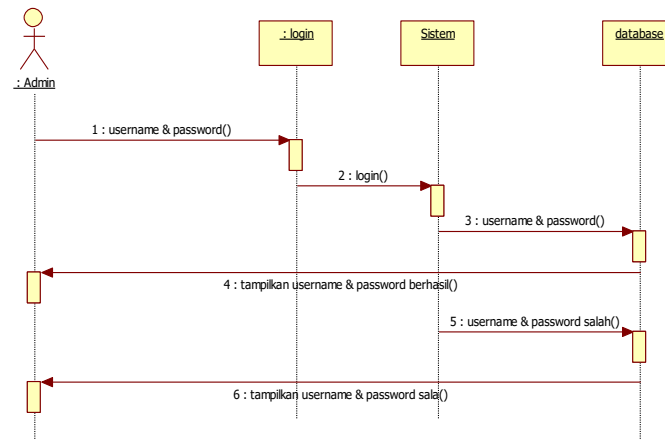 : login
Sistem
database
: Admin
1 : username & password()
2 : login()
3 : username & password()
4 : tampilkan username & password berhasil()
5 : username & password salah()
6 : tampilkan username & password sala()